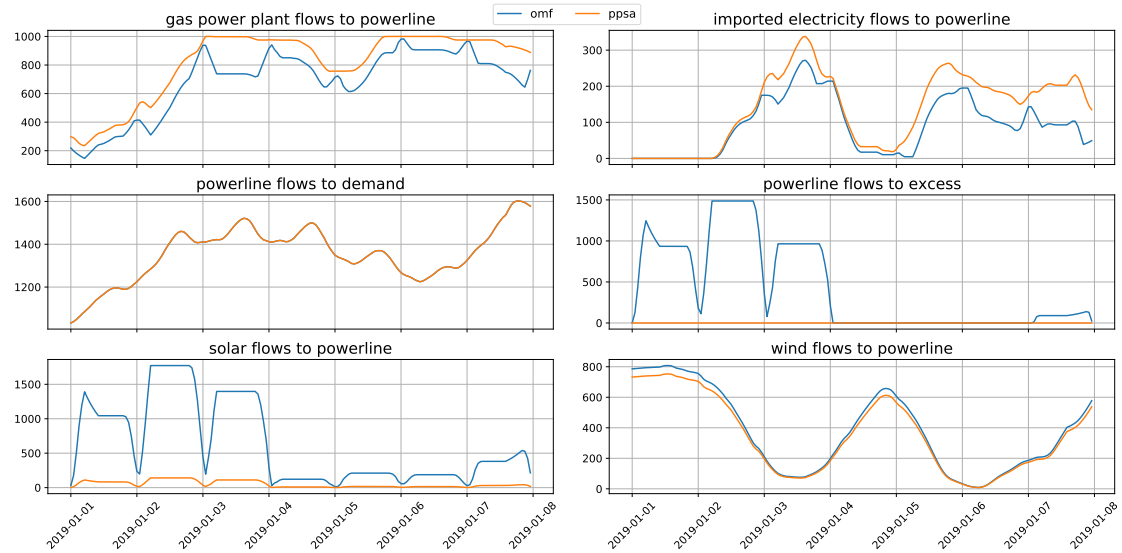 omf ppsa
gas power plant flows to powerline
1000
800
600
400
200
imported electricity flows to powerline
300
200
100
0
powerline flows to demand
1600
1400
1200
powerline flows to excess
1500
1000
500
0
solar flows to powerline
1500
1000
500
0
2019-01-01 2019-01-02 2019-01-03 2019-01-04 2019-01-05 2019-01-06 2019-01-07 2019-01-08
wind flows to powerline
800
600
400
200
0
2019-01-01 2019-01-02 2019-01-03 2019-01-04 2019-01-05 2019-01-06 2019-01-07 2019-01-08